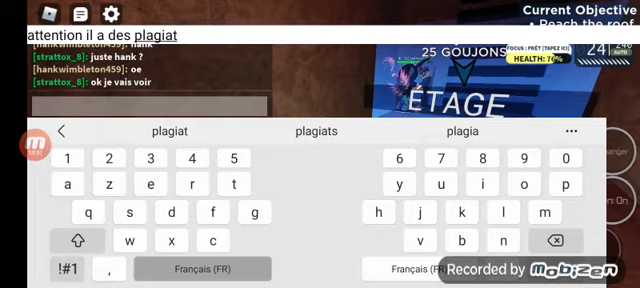 Current Objective
• Reach the roof
attention il a des plagiat
[hankwimbleton459]: hank
[strattox_8]: juste hank ?
[hankwimbleton459]: oe
[strattox_8]: ok je vais voir
25 GOUJONS
FOCUS : PRÊT [TAPEZ ICI]
HEALTH: 70%
24
240
AUTO
ÉTAGE
plagiat plagiats plagia ...
1 2 3 4 5 6 7 8 9 0
a z e r t y u i o p
q s d f g h j k l m
w x c v b n
!#1 , Français (FR) Français (FR)
Recorded by Mobizen